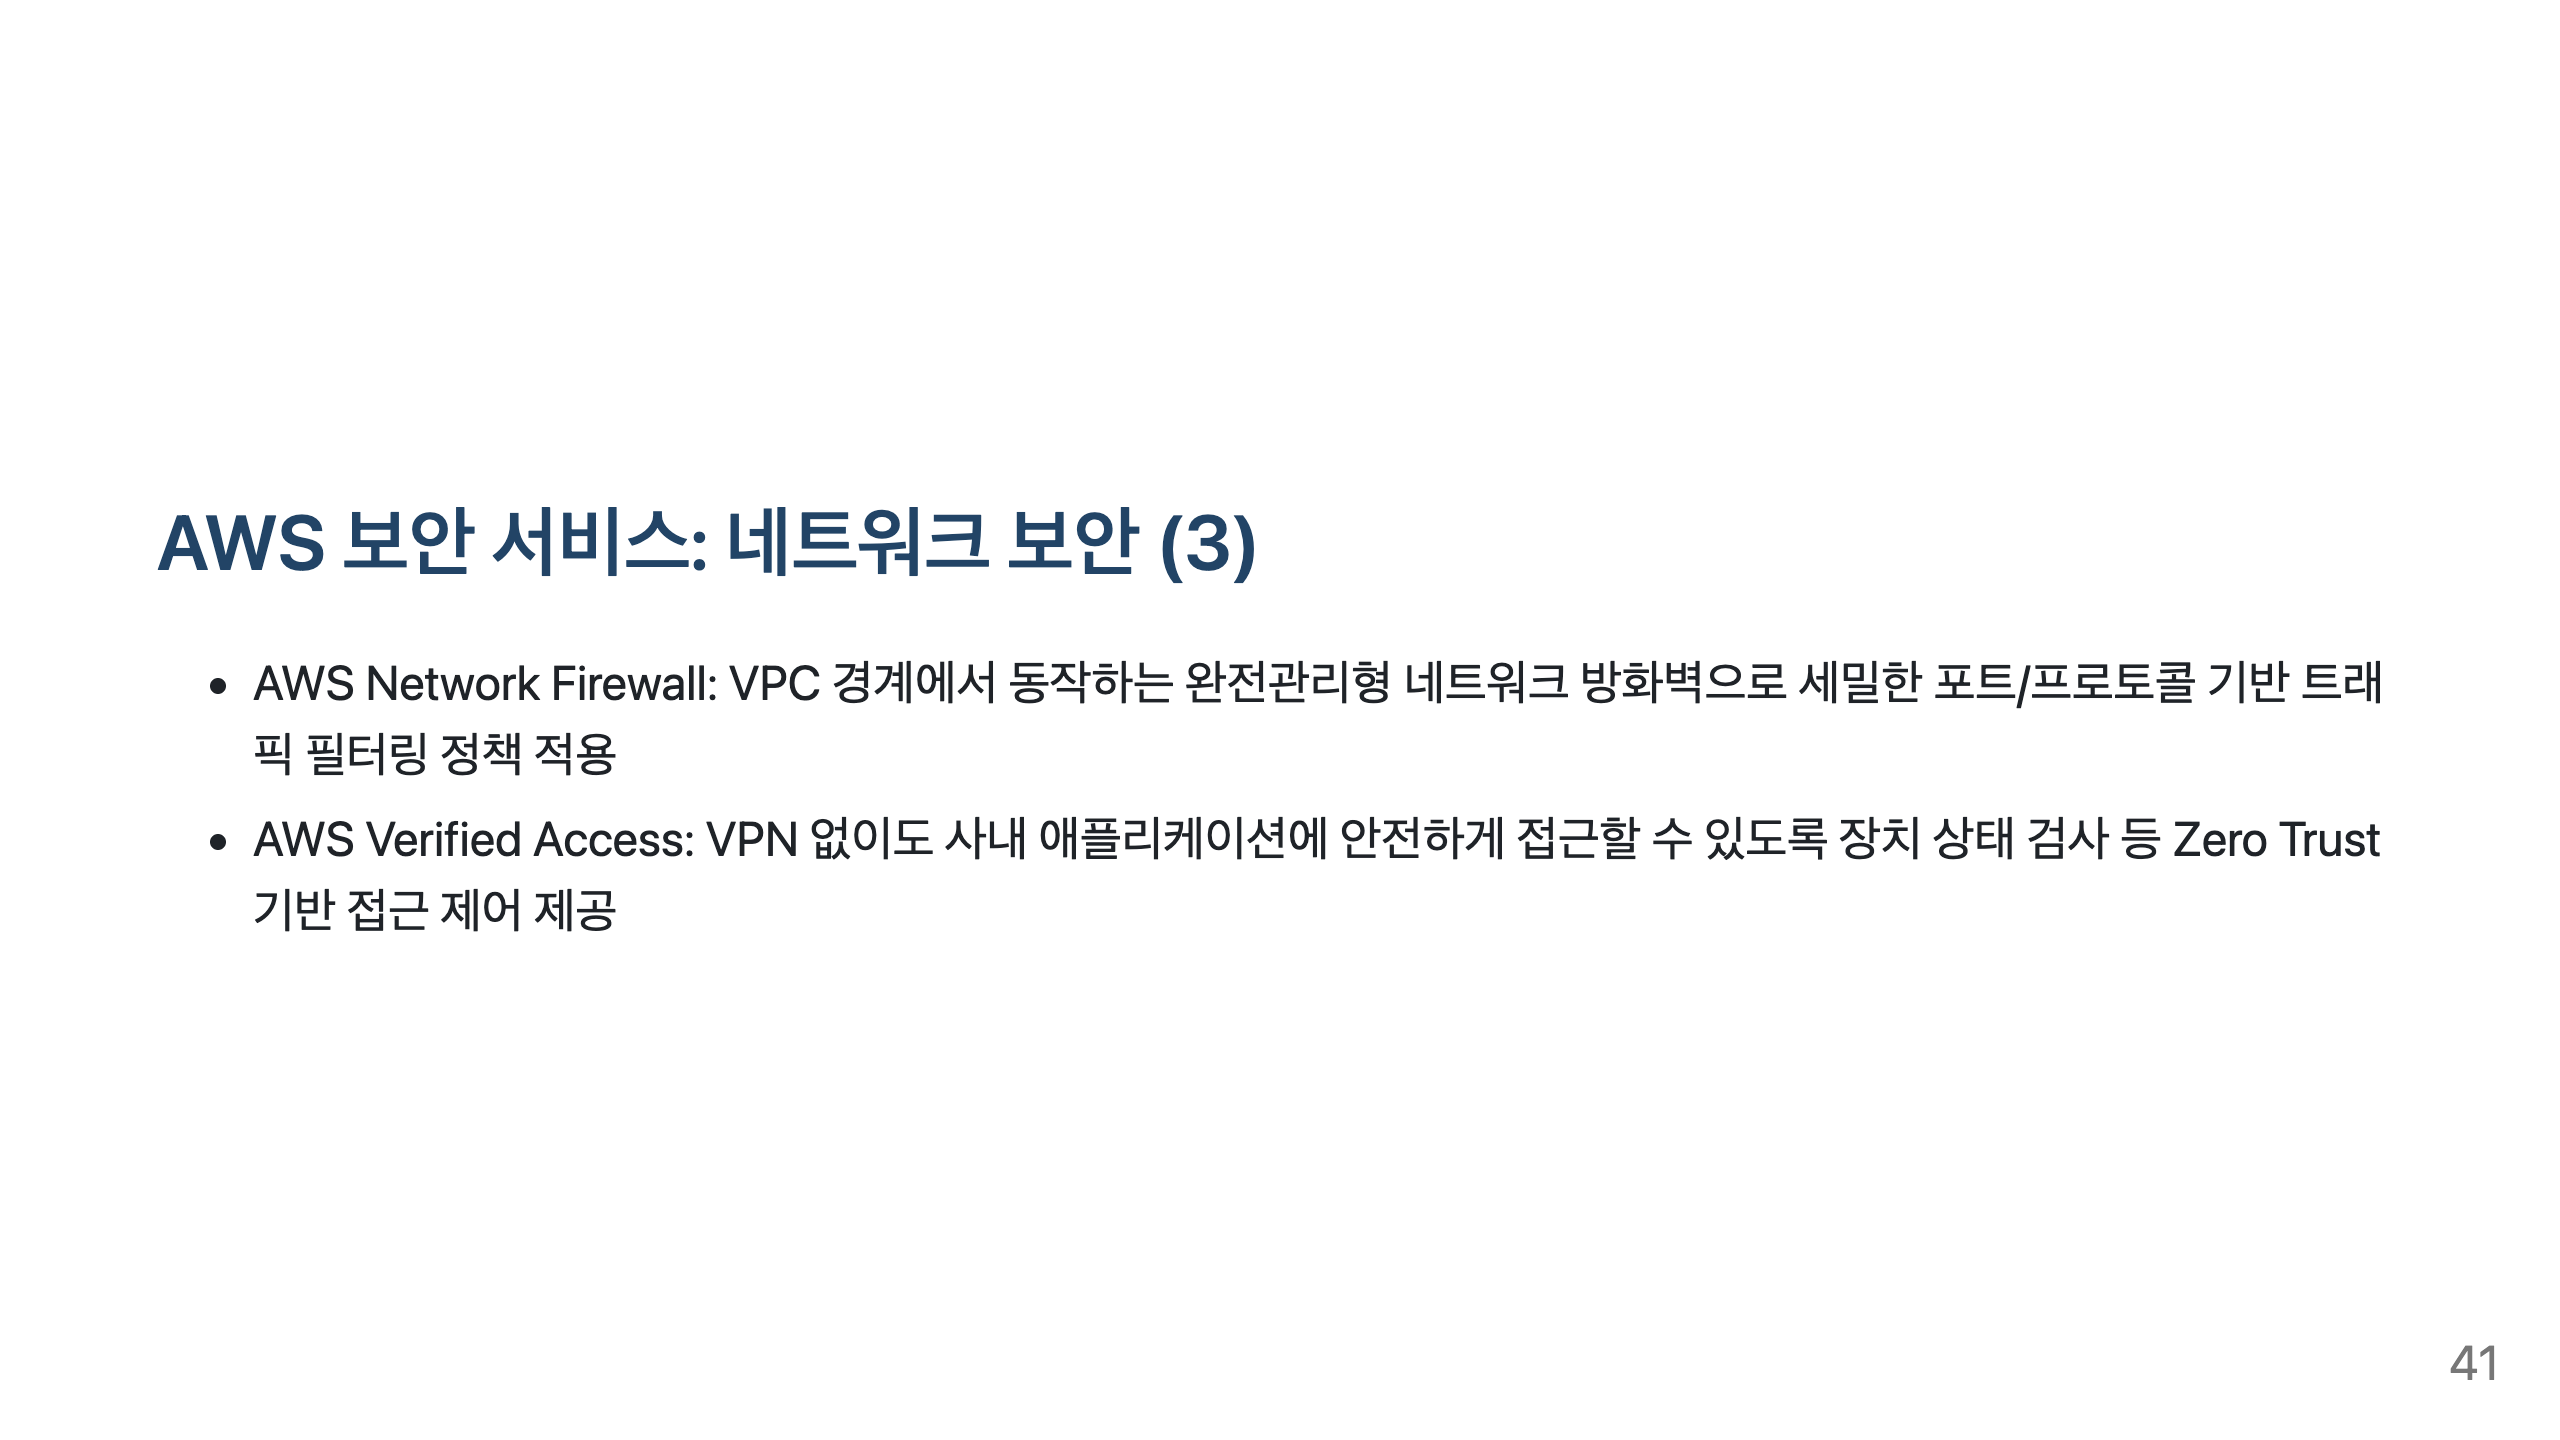 AWS 보안 서비스: 네트워크 보안 (3)
• AWS Network Firewall: VPC 경계에서 동작하는 완전관리형 네트워크 방화벽으로 세밀한 포트/프로토콜 기반 트래
픽 필터링 정책 적용
• AWS Verified Access: VPN 없이도 사내 애플리케이션에 안전하게 접근할 수 있도록 장치 상태 검사 등 Zero Trust
기반 접근 제어 제공
41